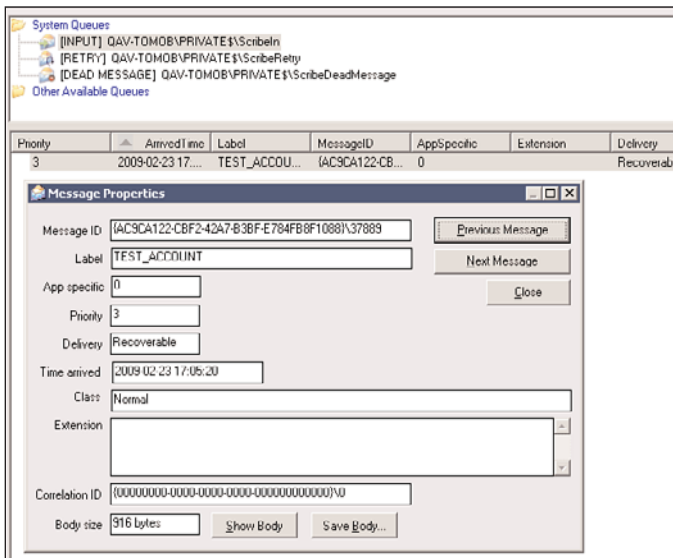 System Queues
[INPUT] QAV-TOMOB\PRIVATE$\ScribeIn
[RETRY] QAV-TOMOB\PRIVATE$\ScribeRetry
[DEAD MESSAGE] QAV-TOMOB\PRIVATE$\ScribeDeadMessage
Other Available Queues
Priority ArrivedTime Label MessageID AppSpecific Extension Delivery
3 2009-02-23 17.... TEST_ACCOU... {AC9CA122-CB... 0 Recoverab
Message Properties
Message ID {AC9CA122-CBF2-42A7-B3BF-E784FB8F1088}\37889 Previous Message
Label TEST_ACCOUNT Next Message
App specific 0 Close
Priority 3
Delivery Recoverable
Time arrived 2009-02-23 17:05:20
Class Normal
Extension
Correlation ID {00000000-0000-0000-0000-000000000000}\0
Body size 916 bytes Show Body Save Body...